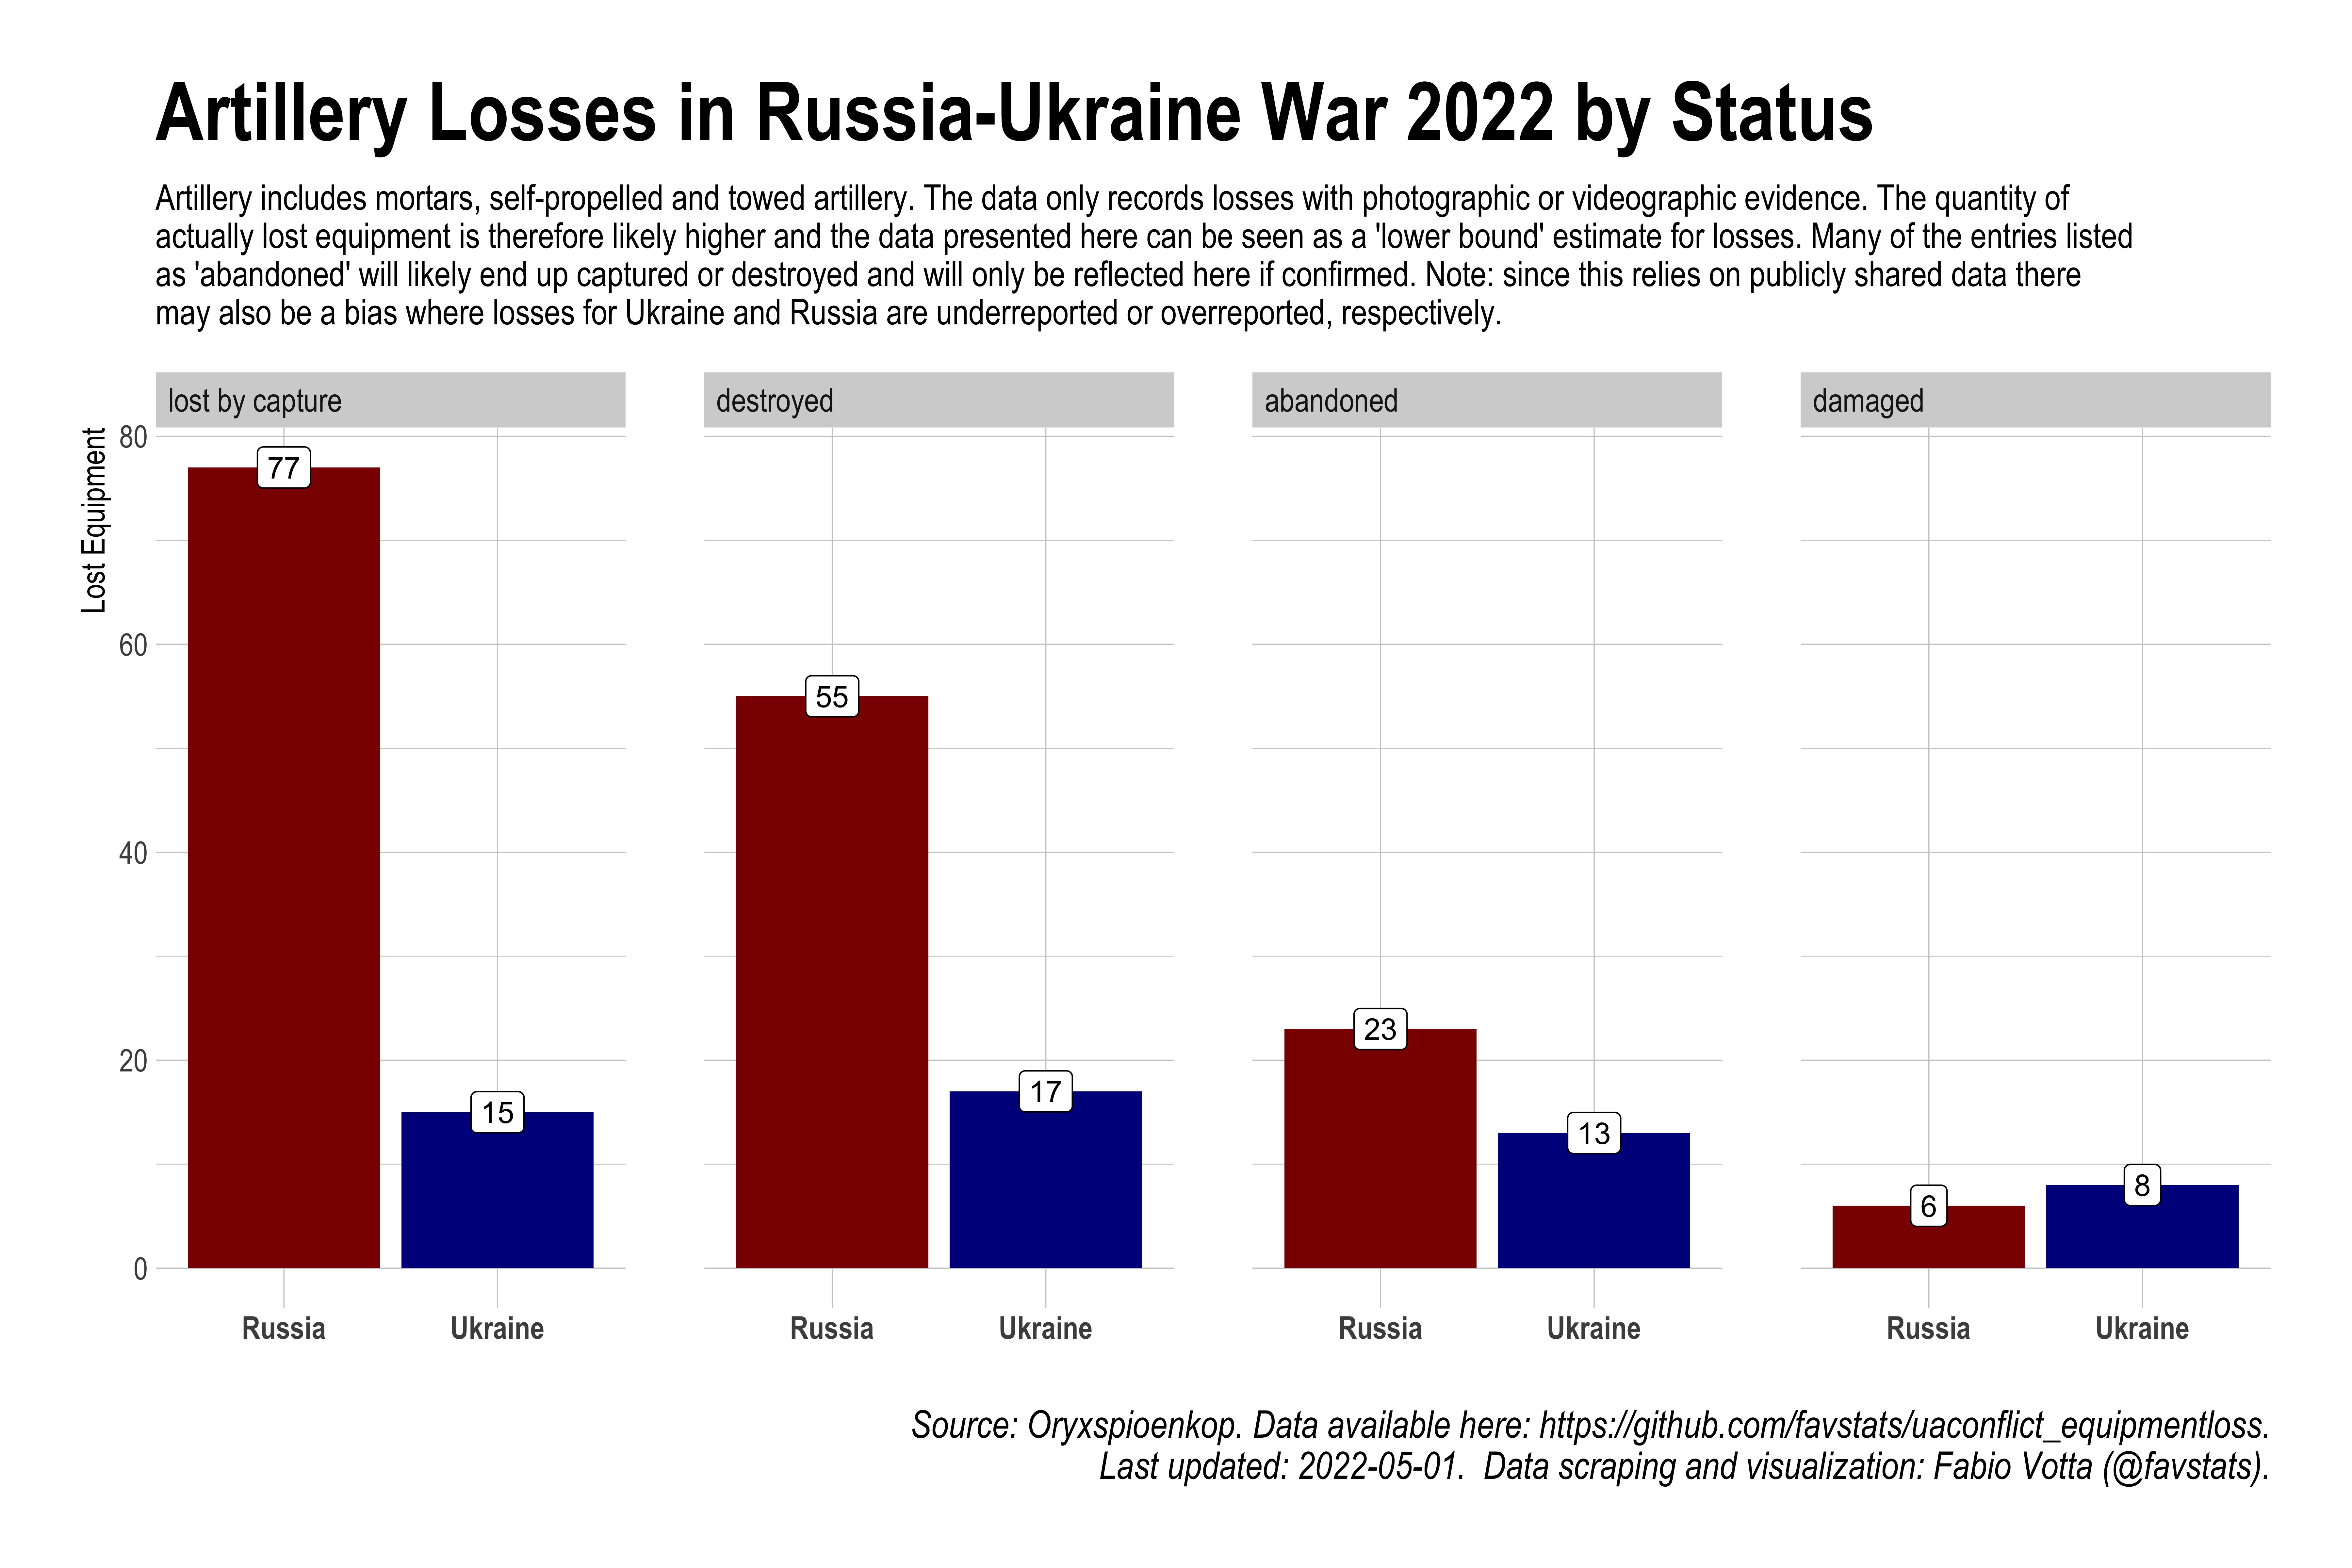 Artillery Losses in Russia-Ukraine War 2022 by Status
Artillery includes mortars, self-propelled and towed artillery. The data only records losses with photographic or videographic evidence. The quantity of
actually lost equipment is therefore likely higher and the data presented here can be seen as a 'lower bound' estimate for losses. Many of the entries listed
as 'abandoned' will likely end up captured or destroyed and will only be reflected here if confirmed. Note: since this relies on publicly shared data there
may also be a bias where losses for Ukraine and Russia are underreported or overreported, respectively.
lost by capture
destroyed
abandoned
damaged
Lost Equipment
80
60
40
20
0
77
15
55
17
23
13
6
8
Russia
Ukraine
Russia
Ukraine
Russia
Ukraine
Russia
Ukraine
Source: Oryxspioenkop. Data available here: https://github.com/favstats/uaconflict_equipmentloss.
Last updated: 2022-05-01.  Data scraping and visualization: Fabio Votta (@favstats).